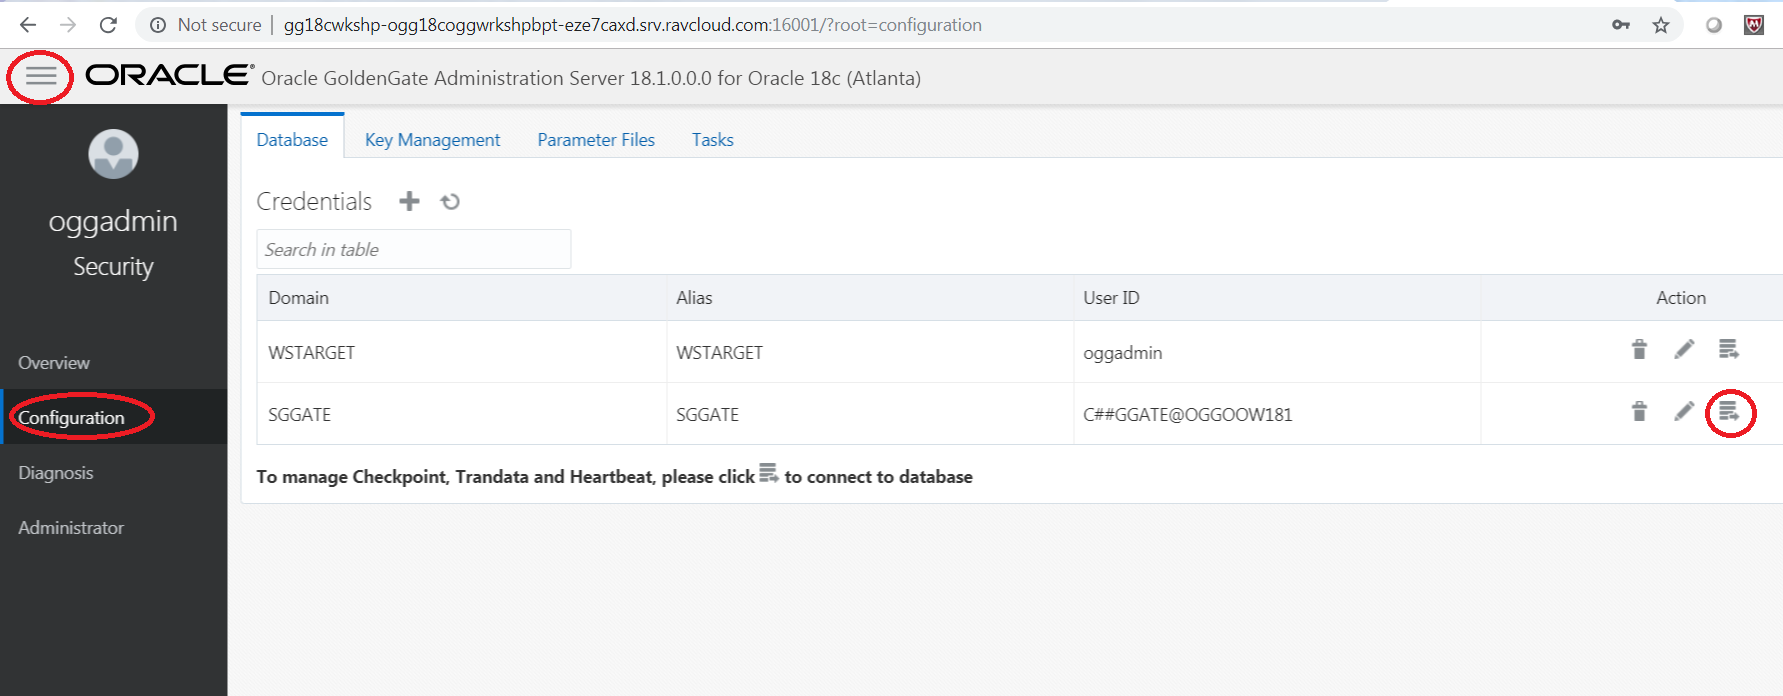 Not secure | gg18cwkshp-ogg18coggwrkshpbpt-eze7caxd.srv.ravcloud.com:16001/?root=configuration
ORACLE® Oracle GoldenGate Administration Server 18.1.0.0.0 for Oracle 18c (Atlanta)
oggadmin
Security
Overview
Configuration
Diagnosis
Administrator
Database Key Management Parameter Files Tasks
Credentials
Search in table
Domain Alias User ID Action
WSTARGET WSTARGET oggadmin
SGGATE SGGATE C##GGATE@OGGOOW181
To manage Checkpoint, Trandata and Heartbeat, please click to connect to database